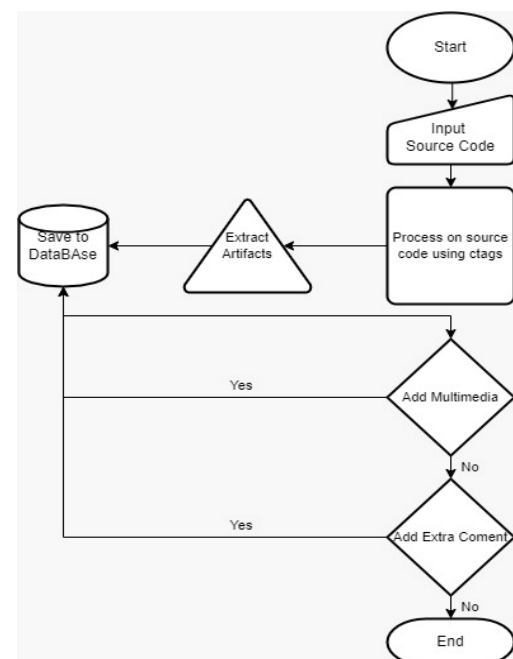 Start
Input
Source Code
Process on source
code using ctags
Extract
Artifacts
Save to
DataBAse
Add Multimedia
Yes
No
Add Extra Coment
Yes
No
End